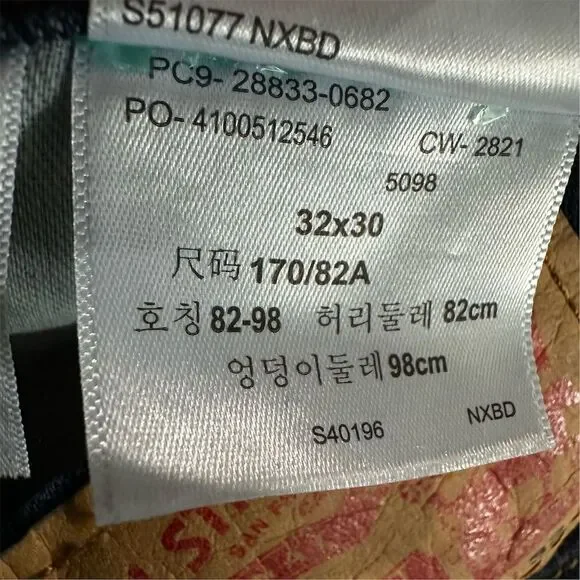 S51077 NXBD
PC9- 28833-0682
PO- 4100512546
CW- 2821
5098
32x30
尺码 170/82A
호칭 82-98 허리둘레 82cm
엉덩이둘레 98cm
S40196 NXBD